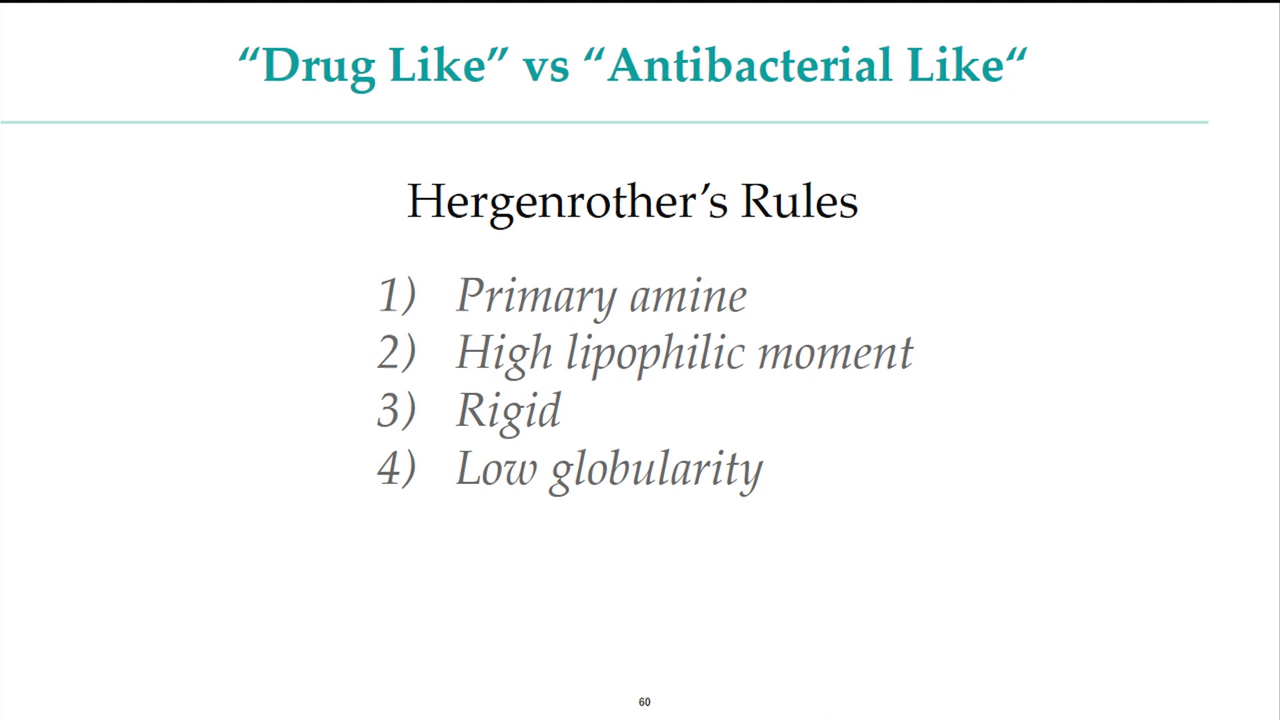 “Drug Like” vs “Antibacterial Like“
Hergenrother’s Rules
1) Primary amine
2) High lipophilic moment
3) Rigid
4) Low globularity
60